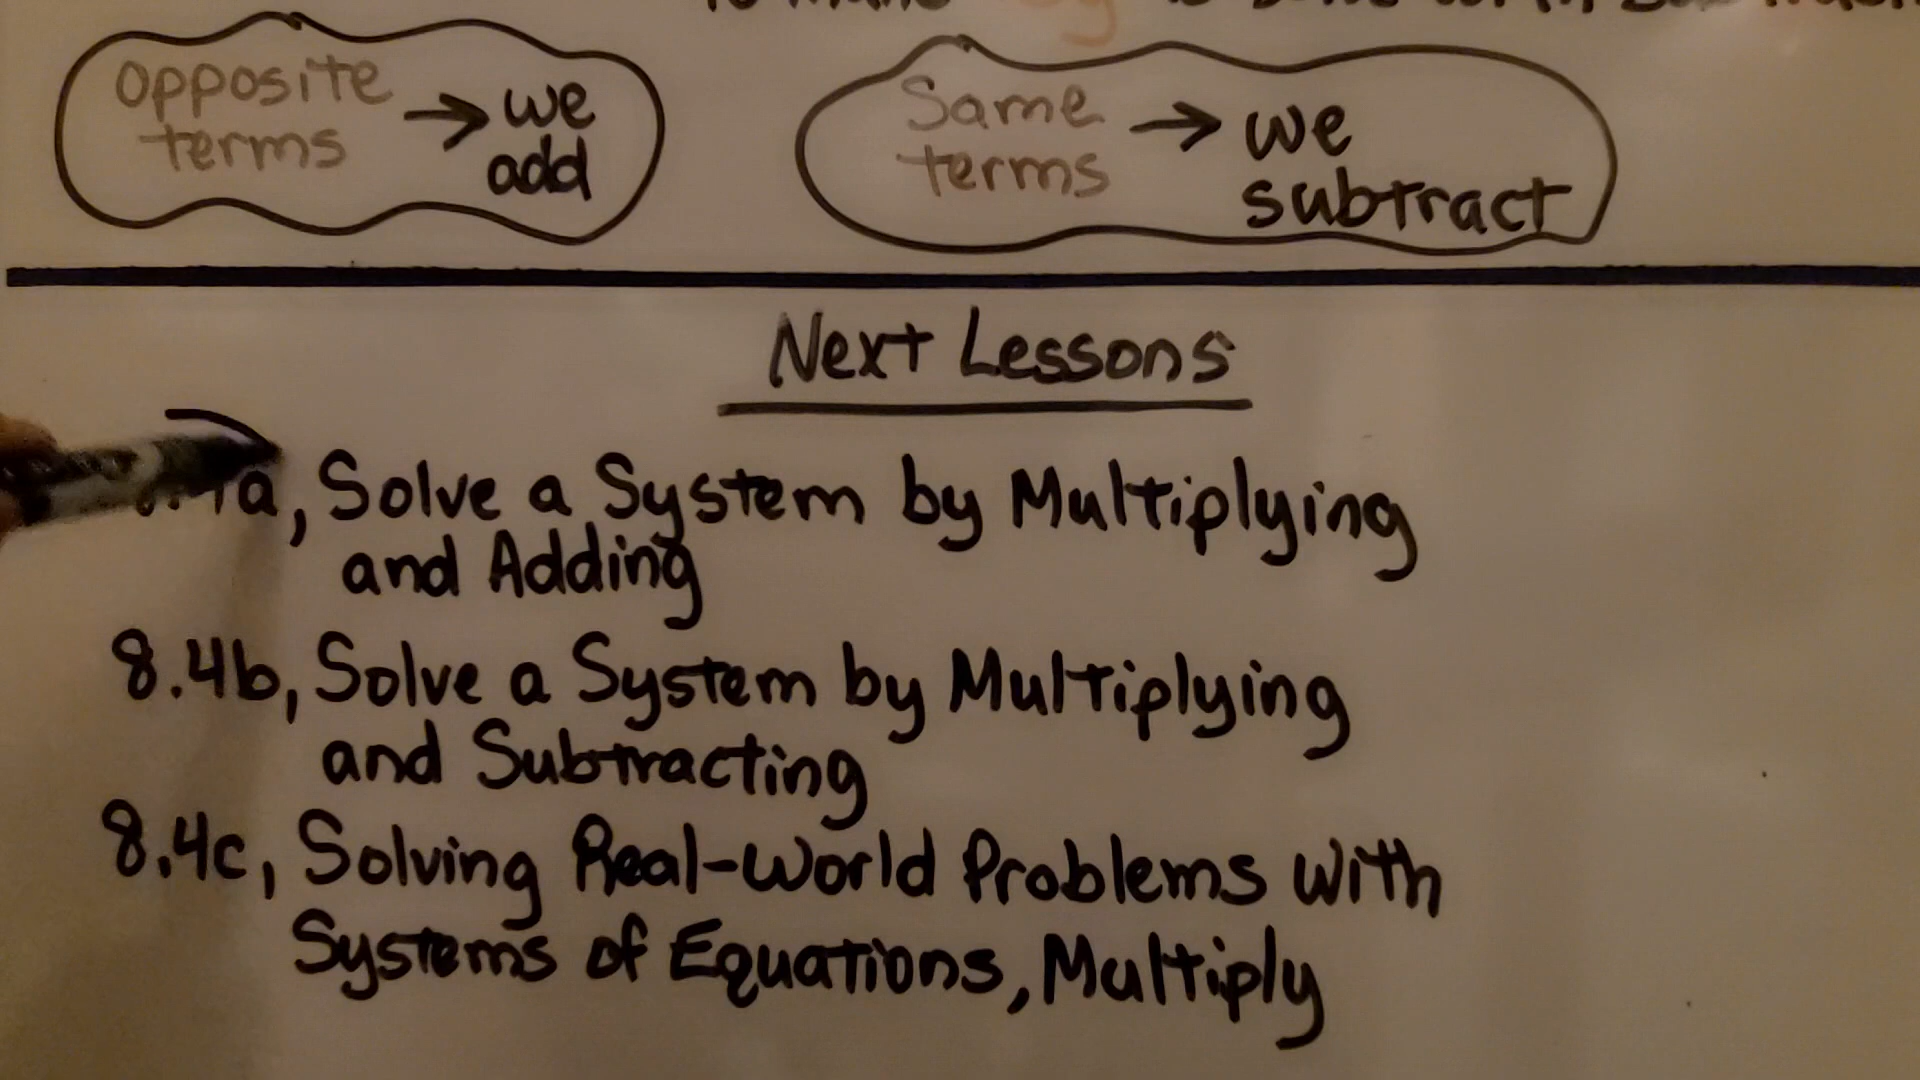 opposite
terms → we
add
Same
terms → we
subtract
Next Lessons
a, Solve a System by Multiplying
and Adding
8.4b, Solve a System by Multiplying
and Subtracting
8.4c, Solving Real-World Problems with
Systems of Equations, Multiply